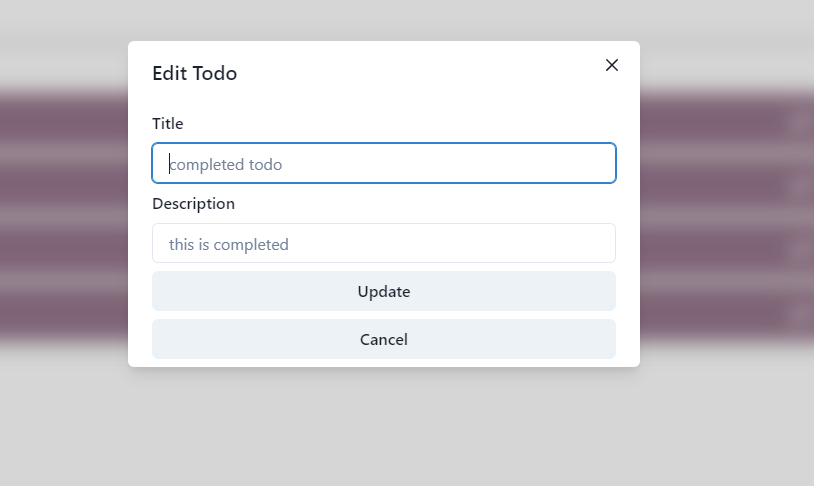 Edit Todo
Title
completed todo
Description
this is completed
Update
Cancel